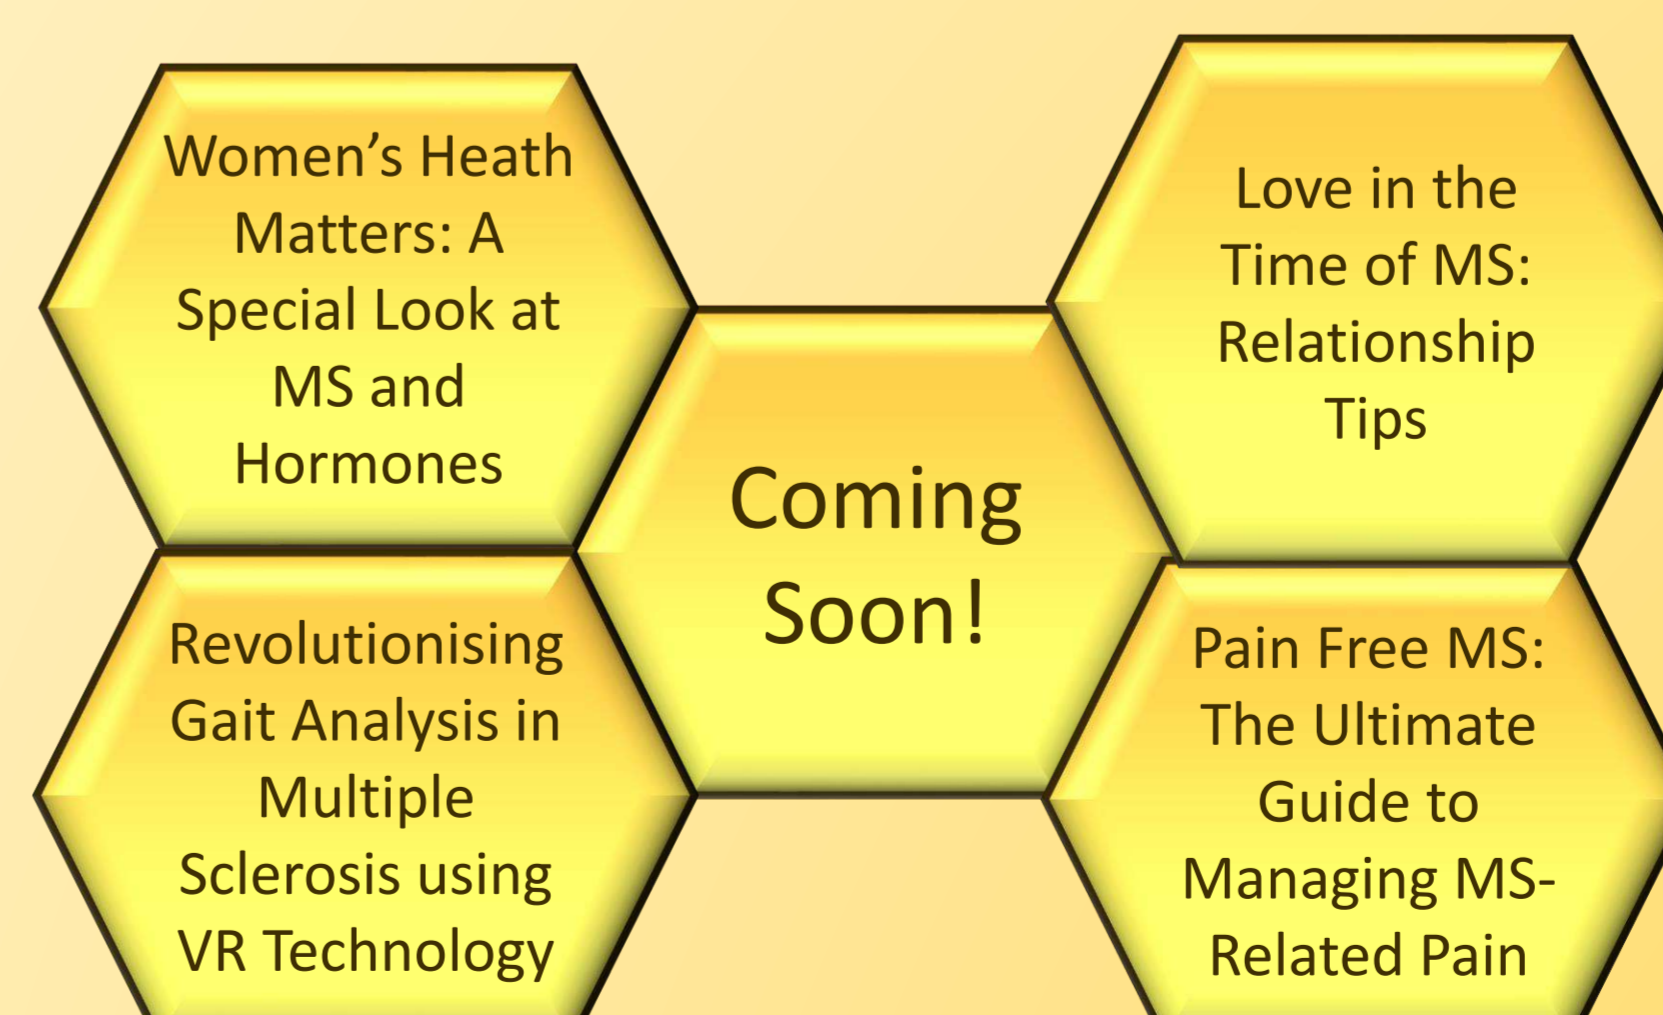 Women’s Heath
Matters: A
Special Look at
MS and
Hormones
Love in the
Time of MS:
Relationship
Tips
Coming
Soon!
Revolutionising
Gait Analysis in
Multiple
Sclerosis using
VR Technology
Pain Free MS:
The Ultimate
Guide to
Managing MS-
Related Pain